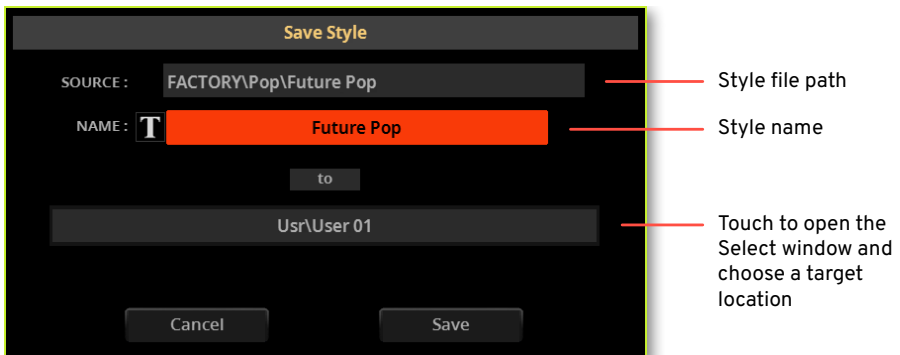 Save Style
SOURCE : FACTORY\Pop\Future Pop
Style file path
NAME : T Future Pop
Style name
to
Usr\User 01
Touch to open the
Select window and
choose a target
location
Cancel
Save